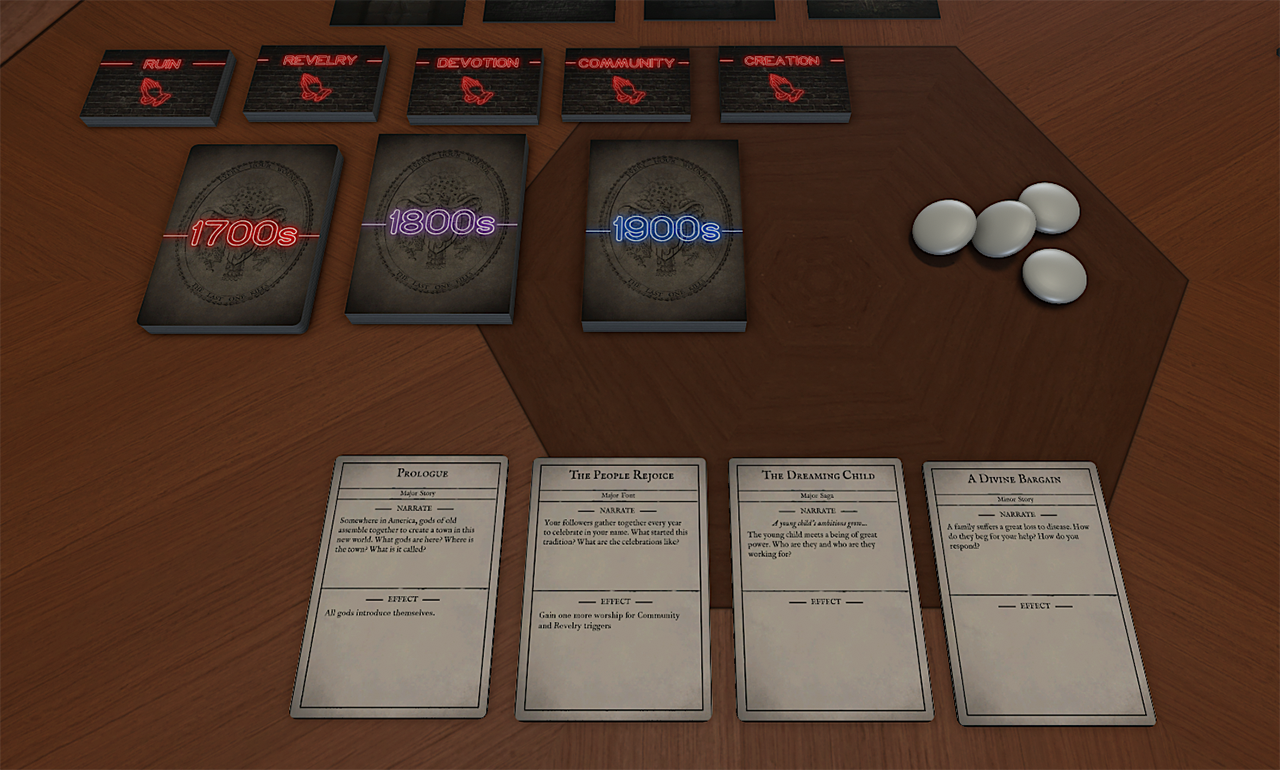 RUIN
REVELRY
DEVOTION
COMMUNITY
CREATION
1700s
1800s
1900s
PROLOGUE
Major Story
NARRATE
Somewhere in America, gods of old
assemble together to create a town in this
new world. What gods are here? Where is
the town? What is it called?
EFFECT
All gods introduce themselves.
THE PEOPLE REJOICE
Major Font
NARRATE
Your followers gather together every year
to celebrate in your name. What started this
tradition? What are the celebrations like?
EFFECT
Gain one more worship for Community
and Revelry triggers
THE DREAMING CHILD
Major Saga
NARRATE
A young child's ambitions grow...
The young child meets a being of great
power. Who are they and who are they
working for?
EFFECT
A DIVINE BARGAIN
Minor Story
NARRATE
A family suffers a great loss to disease. How
do they beg for your help? How do you
respond?
EFFECT